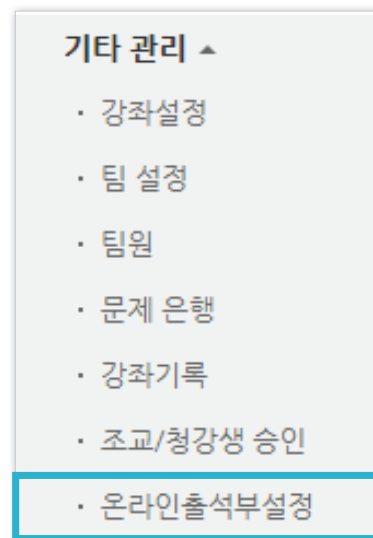 기타 관리 ▲
· 강좌설정
· 팀 설정
· 팀원
· 문제 은행
· 강좌기록
· 조교/청강생 승인
· 온라인출석부설정